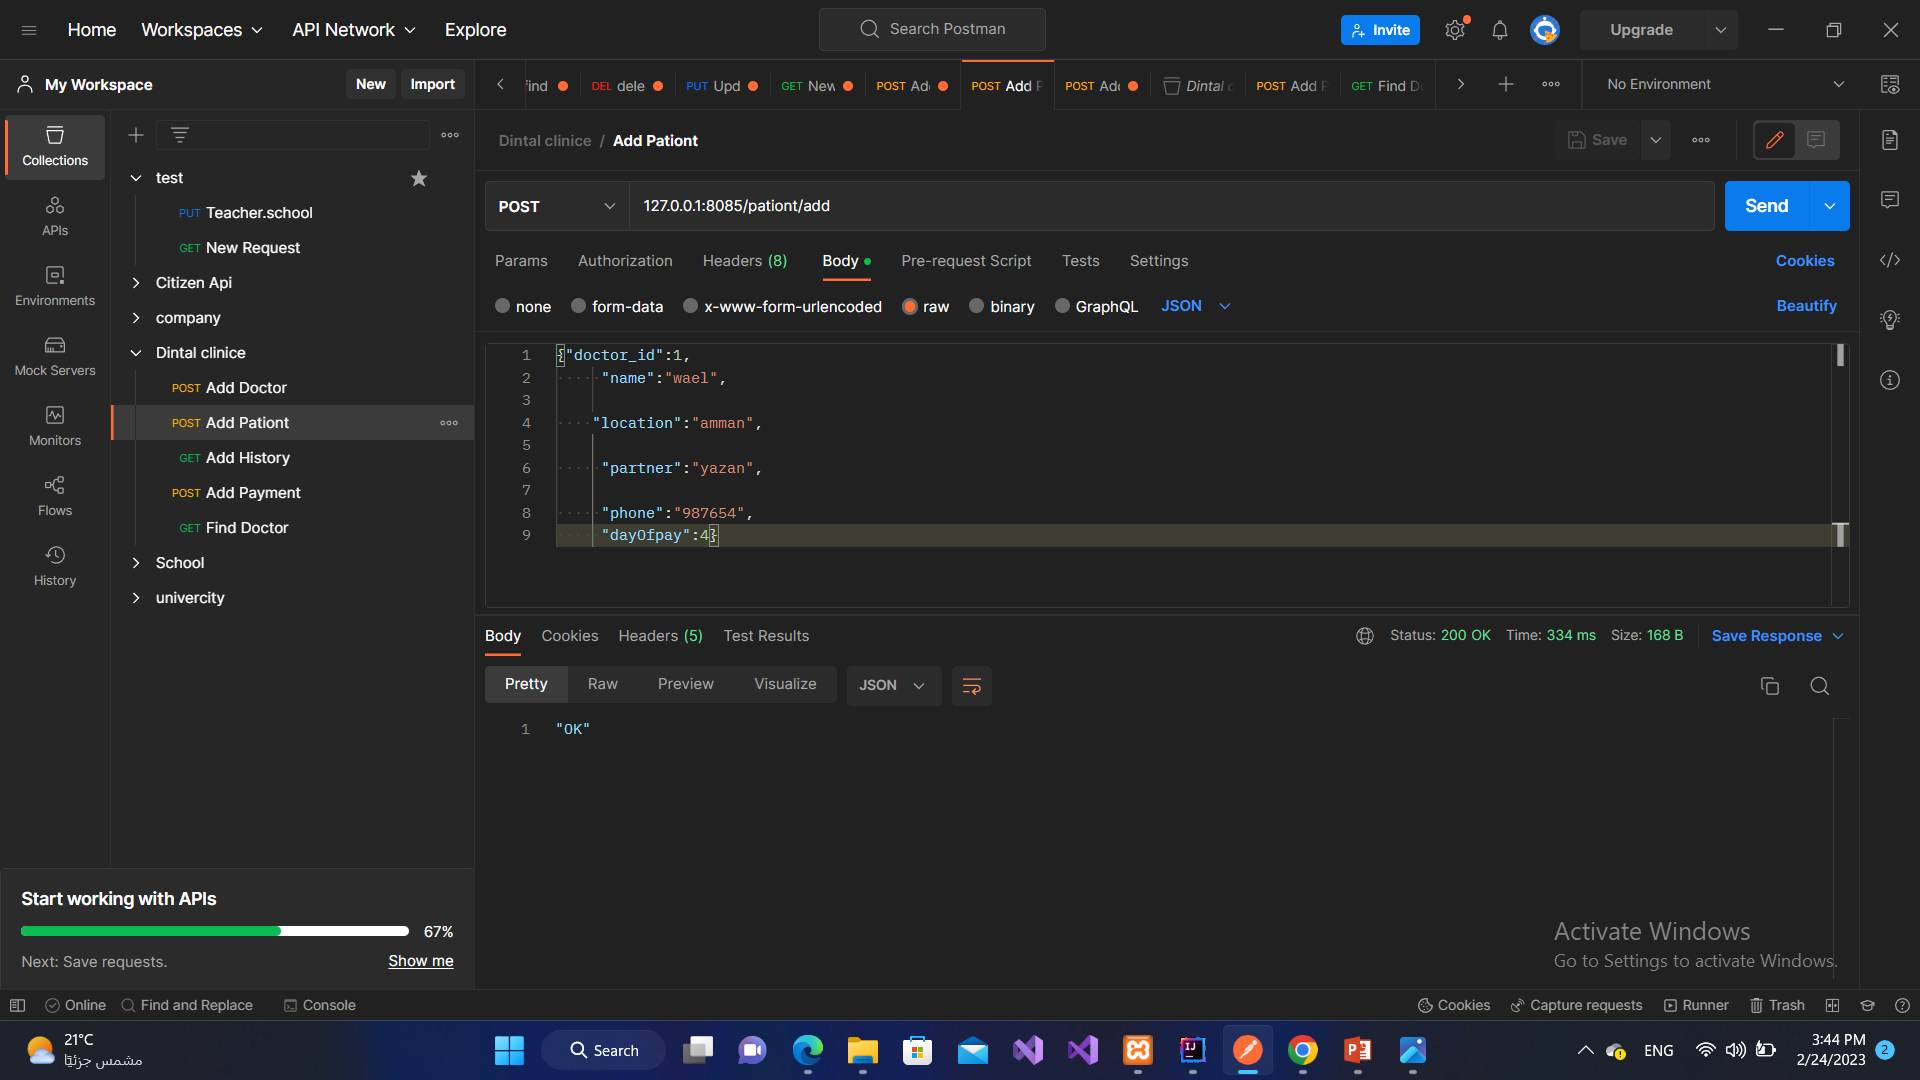 Home Workspaces API Network Explore Search Postman Invite Upgrade
My Workspace New Import
find DEL dele PUT Upd GET New POST Add POST Add P POST Add Dintal c POST Add P GET Find Do No Environment
Dintal clinice / Add Pationt Save
POST 127.0.0.1:8085/pationt/add Send
Params Authorization Headers (8) Body Pre-request Script Tests Settings Cookies
none form-data x-www-form-urlencoded raw binary GraphQL JSON Beautify
1 {"doctor_id":1,
2 "name":"wael",
3
4 "location":"amman",
5
6 "partner":"yazan",
7
8 "phone":"987654",
9 "dayOfpay":4}
Collections
APIs
Environments
Mock Servers
Monitors
Flows
History
test
PUT Teacher.school
GET New Request
Citizen Api
company
Dintal clinice
POST Add Doctor
POST Add Pationt
GET Add History
POST Add Payment
GET Find Doctor
School
univercity
Body Cookies Headers (5) Test Results Status: 200 OK Time: 334 ms Size: 168 B Save Response
Pretty Raw Preview Visualize JSON
1 "OK"
Start working with APIs
67%
Next: Save requests. Show me
Activate Windows
Go to Settings to activate Windows.
Online Find and Replace Console Cookies Capture requests Runner Trash
21°C
مشمس جزئيًا
Search
ENG
3:44 PM
2/24/2023
2